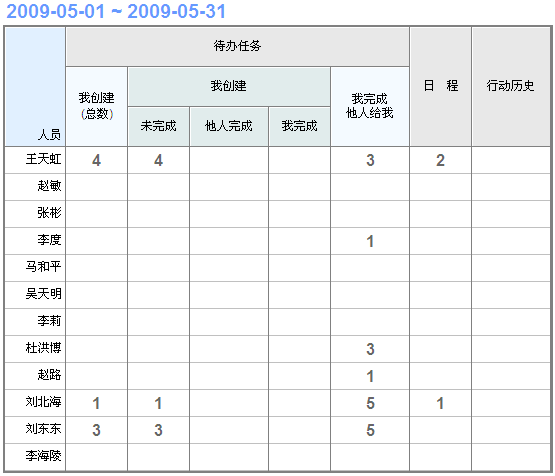 2009-05-01 ~ 2009-05-31
待办任务
我创建
(总数)
我创建
我完成
他人给我
日 程
行动历史
人员
未完成
他人完成
我完成
王天虹 4 4 3 2
赵敏
张彬
李度 1
马和平
吴天明
李莉
杜洪博 3
赵路 1
刘北海 1 1 5 1
刘东东 3 3 5
李海陵